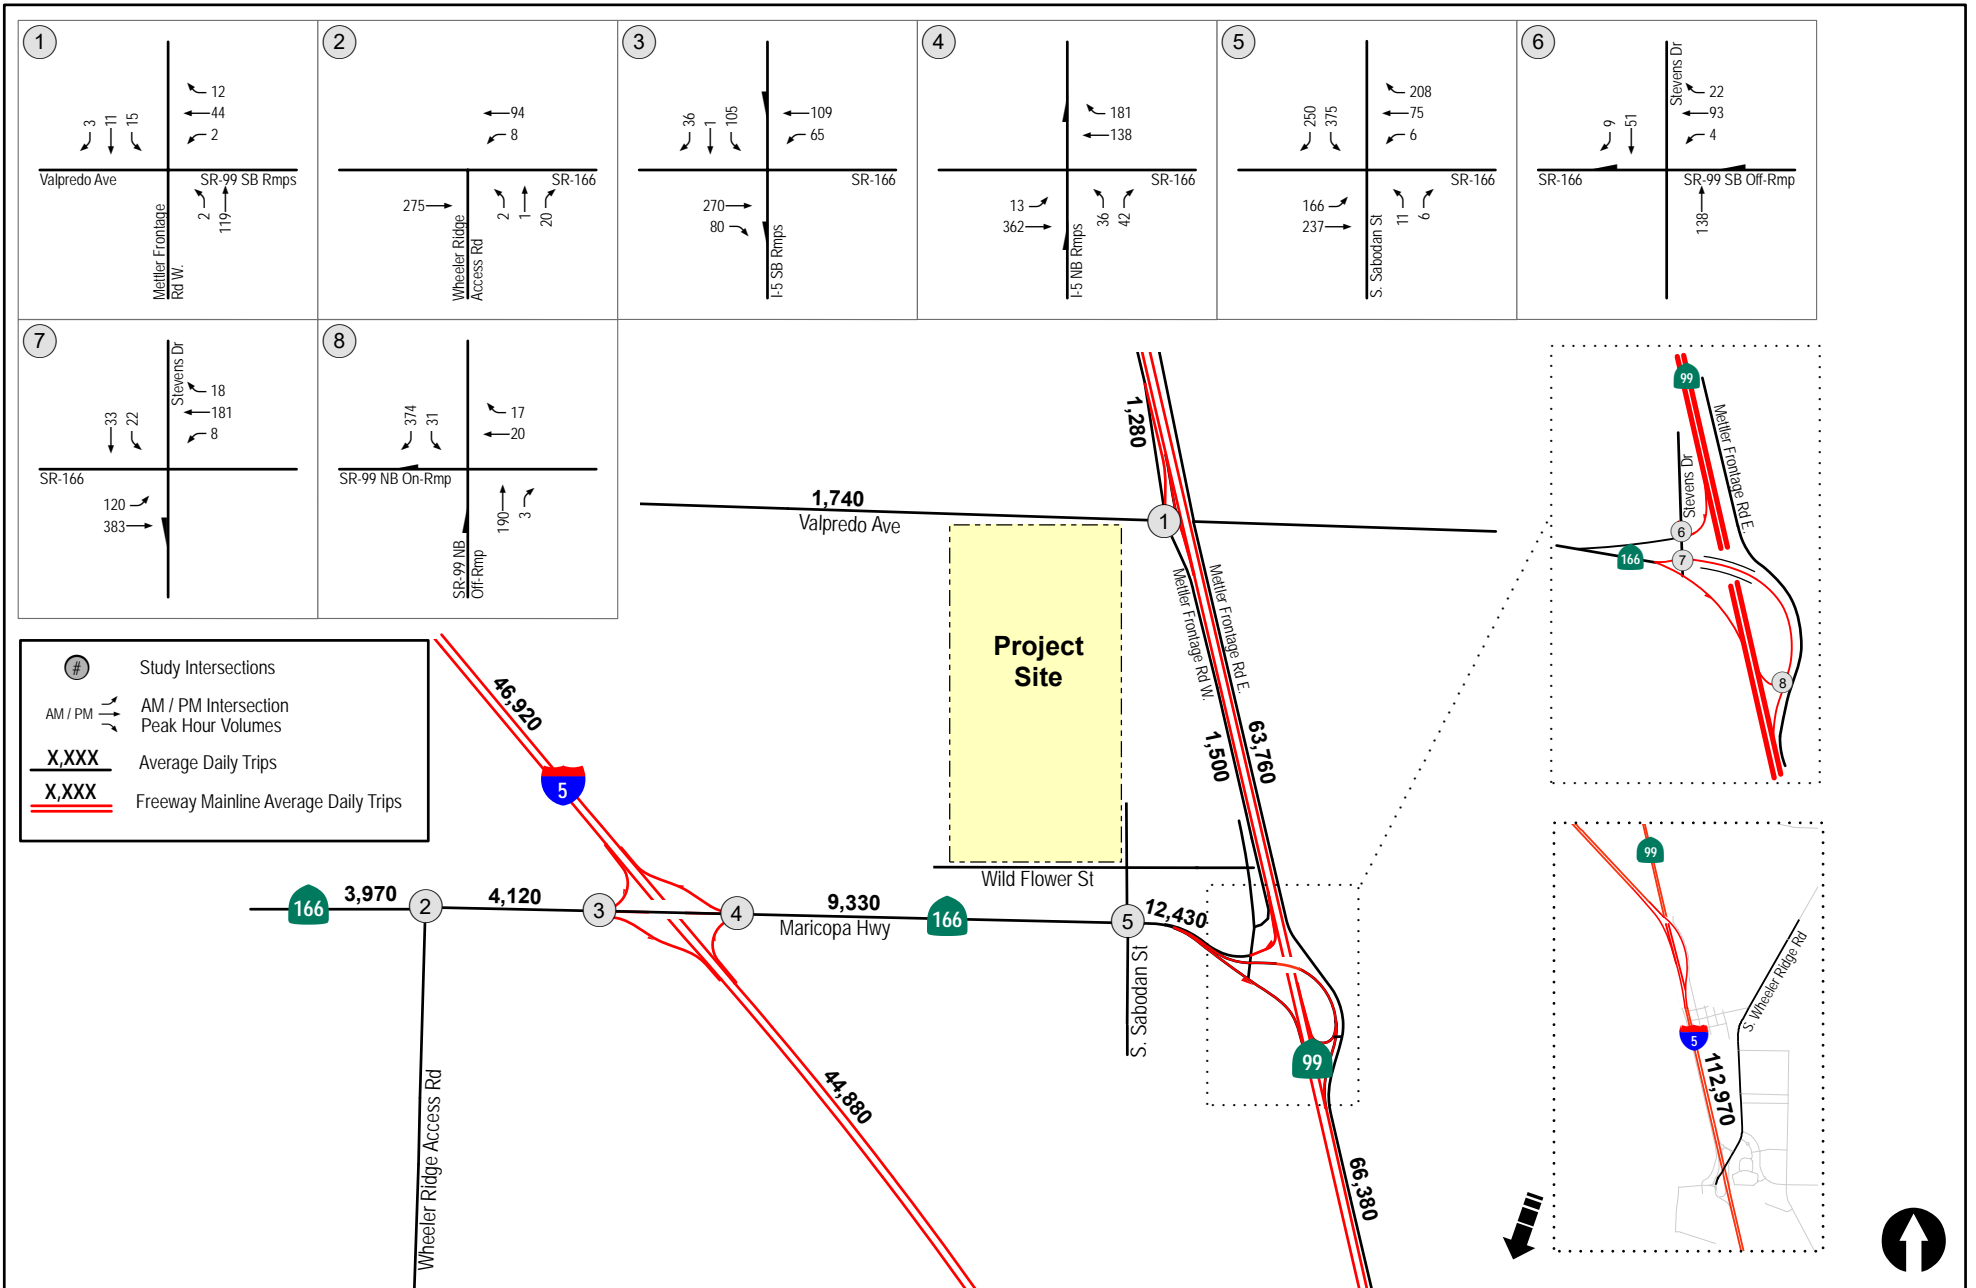 1
12
44
2
3
11
15
Valpredo Ave
SR-99 SB Rmps
2
119
Mettler Frontage
Rd W.
2
94
8
SR-166
275
2
1
20
Wheeler Ridge
Access Rd
3
36
1
105
109
65
SR-166
270
80
I-5 SB Rmps
4
181
138
SR-166
13
362
36
42
I-5 NB Rmps
5
250
375
208
75
6
SR-166
166
237
11
6
S. Sabodan St
6
Stevens Dr
9
51
22
93
4
SR-166
SR-99 SB Off-Rmp
138
7
Stevens Dr
33
22
18
181
8
SR-166
120
383
8
374
31
17
20
SR-99 NB On-Rmp
190
3
SR-99 NB
Off-Rmp
#
Study Intersections
AM / PM
AM / PM Intersection
Peak Hour Volumes
X,XXX
Average Daily Trips
X,XXX
Freeway Mainline Average Daily Trips
1,280
1,740
Valpredo Ave
1
Mettler Frontage Rd W.
Mettler Frontage Rd E.
Project
Site
1,500
63,760
46,920
5
Wild Flower St
166
3,970
2
4,120
3
4
9,330
Maricopa Hwy
166
5
12,430
S. Sabodan St
99
Wheeler Ridge Access Rd
44,880
66,380
99
Mettler Frontage Rd E.
Stevens Dr
6
166
7
8
99
S. Wheeler Ridge Rd
5
112,970